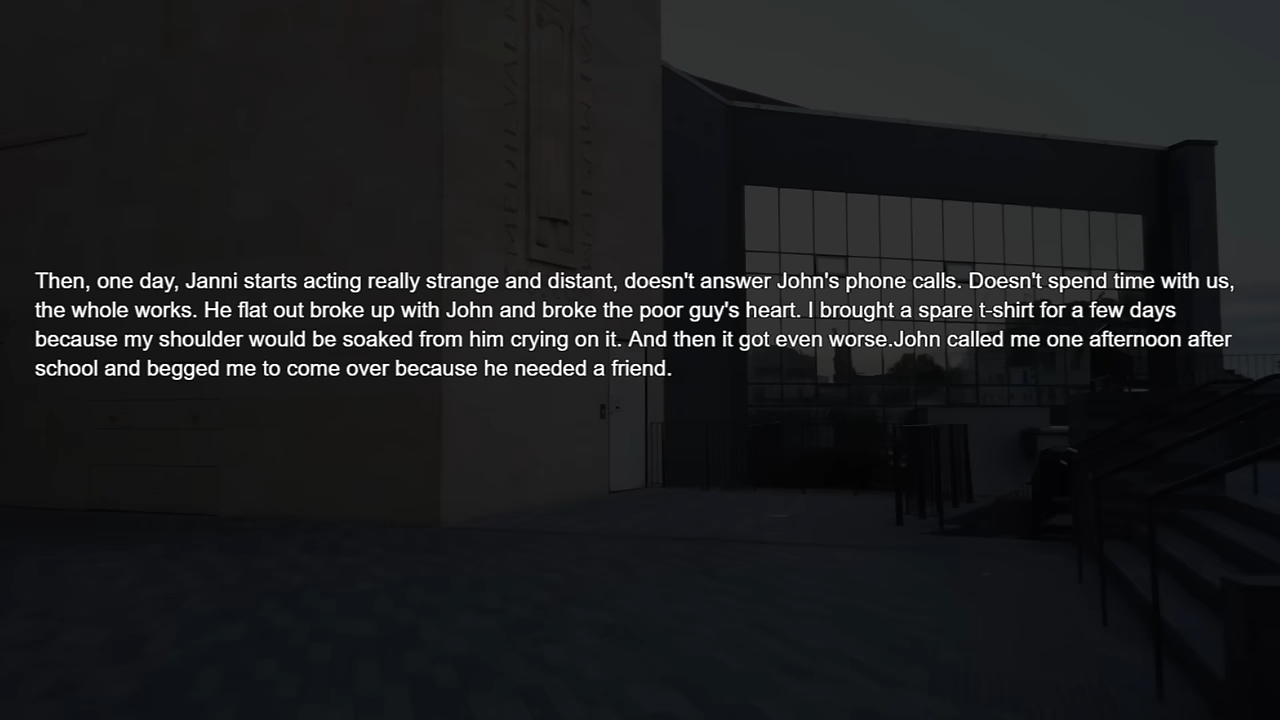 Then, one day, Janni starts acting really strange and distant, doesn't answer John's phone calls. Doesn't spend time with us,
the whole works. He flat out broke up with John and broke the poor guy's heart. I brought a spare t-shirt for a few days
because my shoulder would be soaked from him crying on it. And then it got even worse.John called me one afternoon after
school and begged me to come over because he needed a friend.